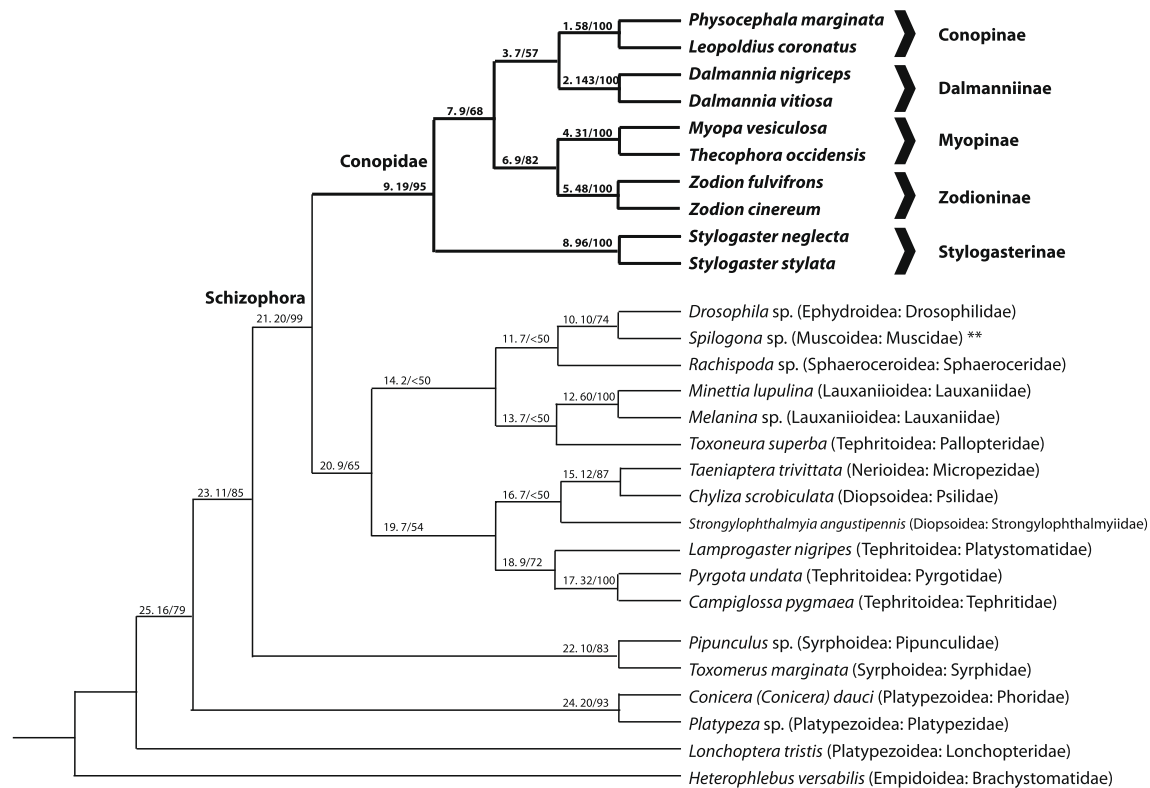 1. 58/100
Physocephala marginata
Leopoldius coronatus
Conopinae
3. 7/57
2. 143/100
Dalmannia nigriceps
Dalmannia vitiosa
Dalmanniinae
7. 9/68
4. 31/100
Myopa vesiculosa
Thecophora occidensis
Myopinae
6. 9/82
Conopidae
9. 19/95
5. 48/100
Zodion fulvifrons
Zodion cinereum
Zodioninae
8. 96/100
Stylogaster neglecta
Stylogaster stylata
Stylogasterinae
Schizophora
21. 20/99
10. 10/74
Drosophila sp. (Ephydroidea: Drosophilidae)
Spilogona sp. (Muscoidea: Muscidae) **
11. 7/<50
Rachispoda sp. (Sphaeroceroidea: Sphaeroceridae)
14. 2/<50
12. 60/100
Minettia lupulina (Lauxaniioidea: Lauxaniidae)
Melanina sp. (Lauxaniioidea: Lauxaniidae)
13. 7/<50
Toxoneura superba (Tephritoidea: Pallopteridae)
20. 9/65
15. 12/87
Taeniaptera trivittata (Nerioidea: Micropezidae)
Chyliza scrobiculata (Diopsoidea: Psilidae)
16. 7/<50
Strongylophthalmyia angustipennis (Diopsoidea: Strongylophthalmyiidae)
23. 11/85
19. 7/54
18. 9/72
Lamprogaster nigripes (Tephritoidea: Platystomatidae)
17. 32/100
Pyrgota undata (Tephritoidea: Pyrgotidae)
Campiglossa pygmaea (Tephritoidea: Tephritidae)
25. 16/79
22. 10/83
Pipunculus sp. (Syrphoidea: Pipunculidae)
Toxomerus marginata (Syrphoidea: Syrphidae)
24. 20/93
Conicera (Conicera) dauci (Platypezoidea: Phoridae)
Platypeza sp. (Platypezoidea: Platypezidae)
Lonchoptera tristis (Platypezoidea: Lonchopteridae)
Heterophlebus versabilis (Empidoidea: Brachystomatidae)